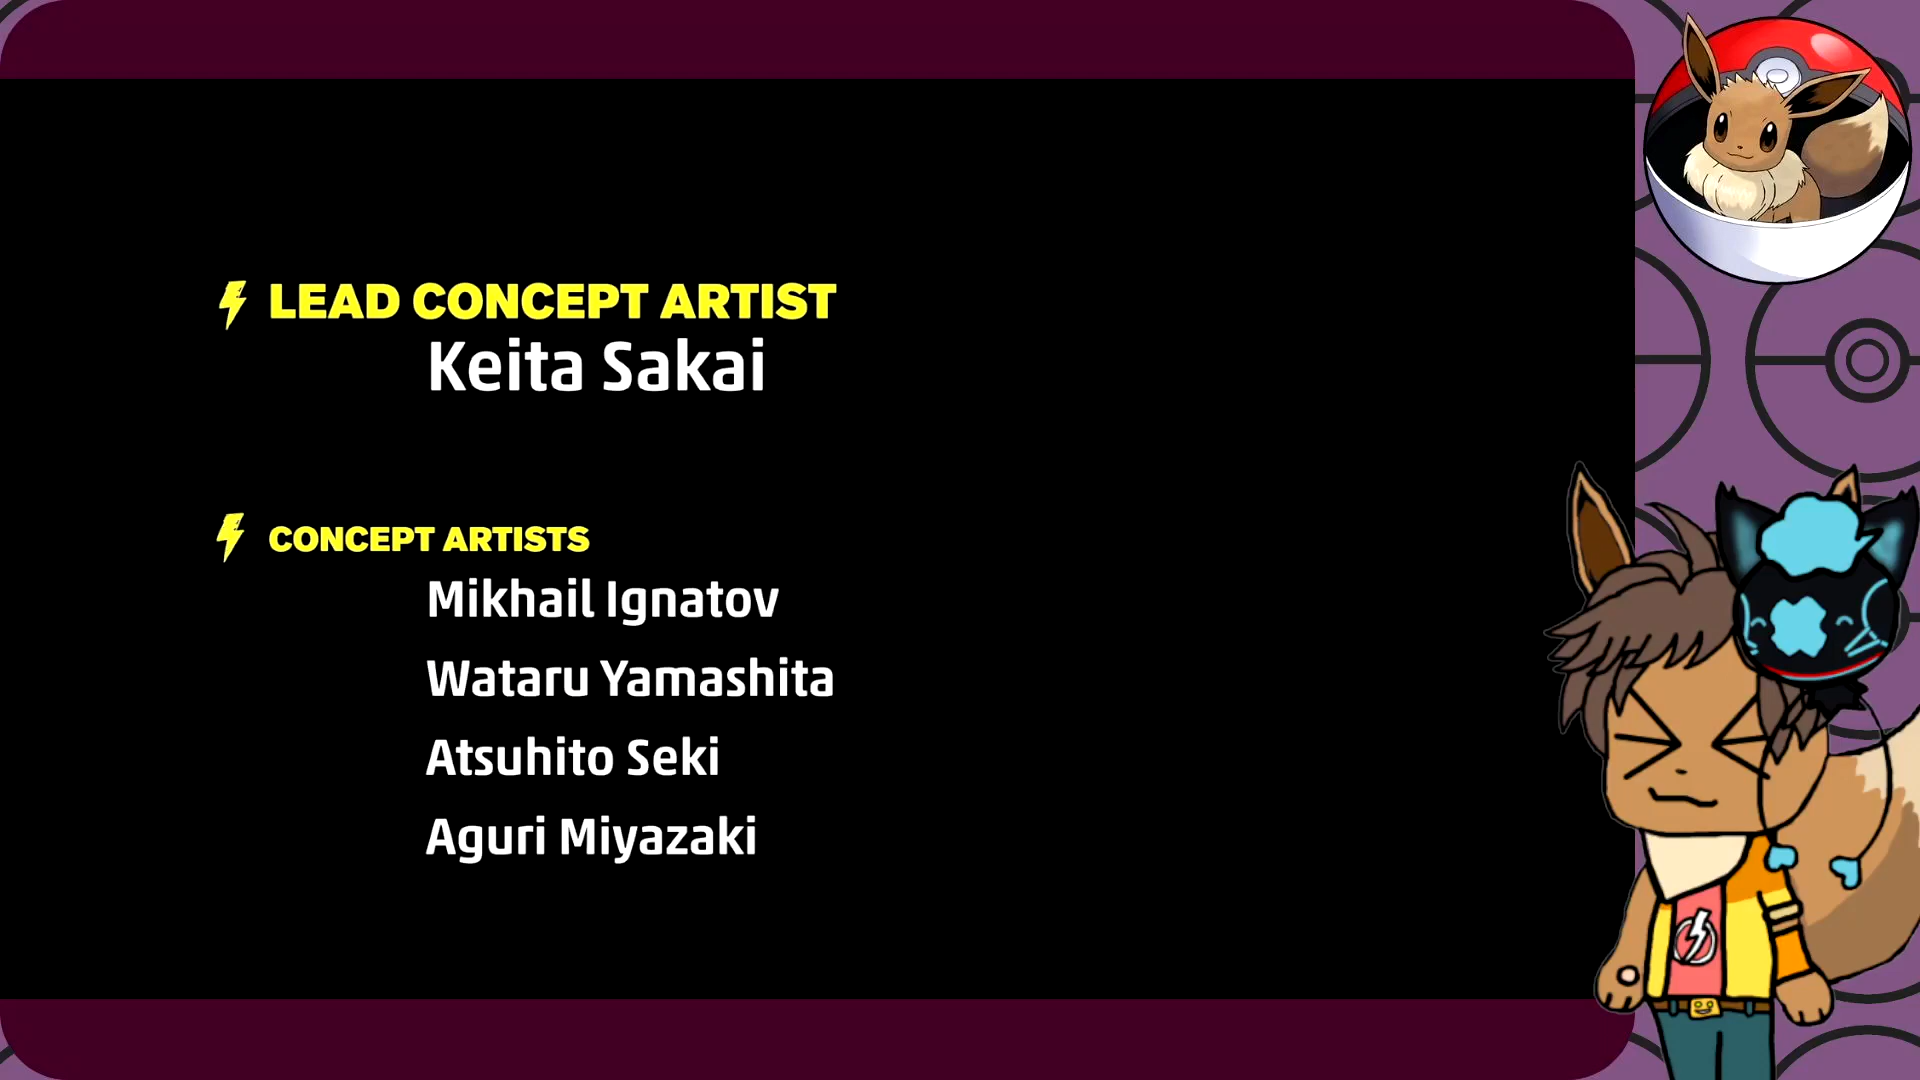 LEAD CONCEPT ARTIST
Keita Sakai
CONCEPT ARTISTS
Mikhail Ignatov
Wataru Yamashita
Atsuhito Seki
Aguri Miyazaki